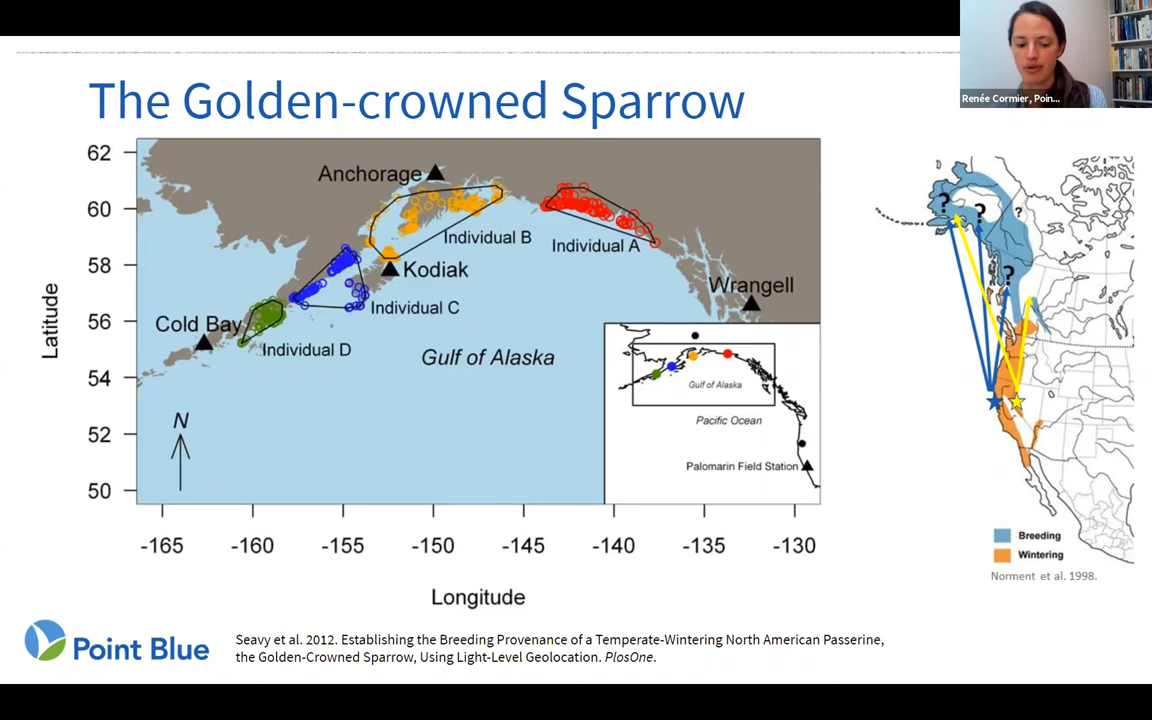 Renée Cormier, Poin...
The Golden-crowned Sparrow
62
60
58
56
54
52
50
Latitude
Anchorage
Individual B
Individual A
Kodiak
Wrangell
Individual C
Cold Bay
Individual D
Gulf of Alaska
N
Gulf of Alaska
Pacific Ocean
Palomarin Field Station
-165 -160 -155 -150 -145 -140 -135 -130
Longitude
? ? ?
?
Breeding
Wintering
Norment et al. 1998.
Point Blue
Seavy et al. 2012. Establishing the Breeding Provenance of a Temperate-Wintering North American Passerine,
the Golden-Crowned Sparrow, Using Light-Level Geolocation. PlosOne.